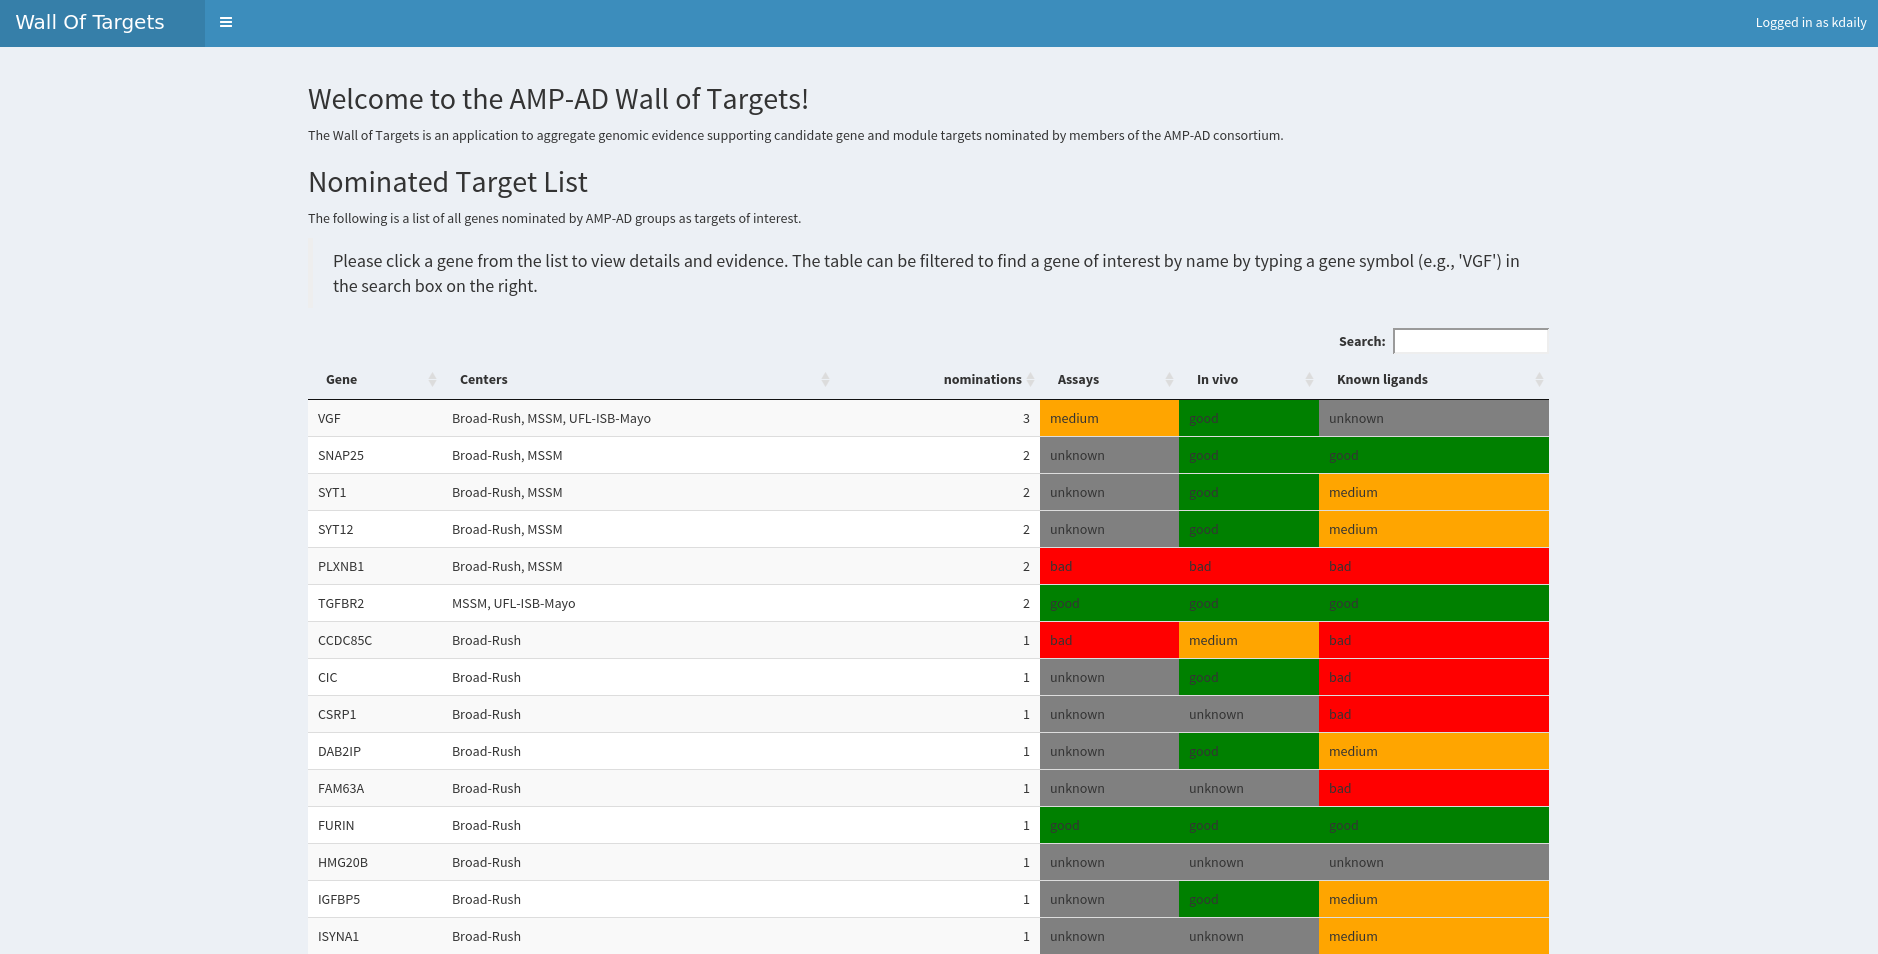 Wall Of Targets
Logged in as kdaily
Welcome to the AMP-AD Wall of Targets!
The Wall of Targets is an application to aggregate genomic evidence supporting candidate gene and module targets nominated by members of the AMP-AD consortium.
Nominated Target List
The following is a list of all genes nominated by AMP-AD groups as targets of interest.
Please click a gene from the list to view details and evidence. The table can be filtered to find a gene of interest by name by typing a gene symbol (e.g., 'VGF') in
the search box on the right.
Search:
Gene Centers nominations Assays In vivo Known ligands
VGF Broad-Rush, MSSM, UFL-ISB-Mayo 3 medium good unknown
SNAP25 Broad-Rush, MSSM 2 unknown good good
SYT1 Broad-Rush, MSSM 2 unknown good medium
SYT12 Broad-Rush, MSSM 2 unknown good medium
PLXNB1 Broad-Rush, MSSM 2 bad bad bad
TGFBR2 MSSM, UFL-ISB-Mayo 2 good good good
CCDC85C Broad-Rush 1 bad medium bad
CIC Broad-Rush 1 unknown good bad
CSRP1 Broad-Rush 1 unknown unknown bad
DAB2IP Broad-Rush 1 unknown good medium
FAM63A Broad-Rush 1 unknown unknown bad
FURIN Broad-Rush 1 good good good
HMG20B Broad-Rush 1 unknown unknown unknown
IGFBP5 Broad-Rush 1 unknown good medium
ISYNA1 Broad-Rush 1 unknown unknown medium